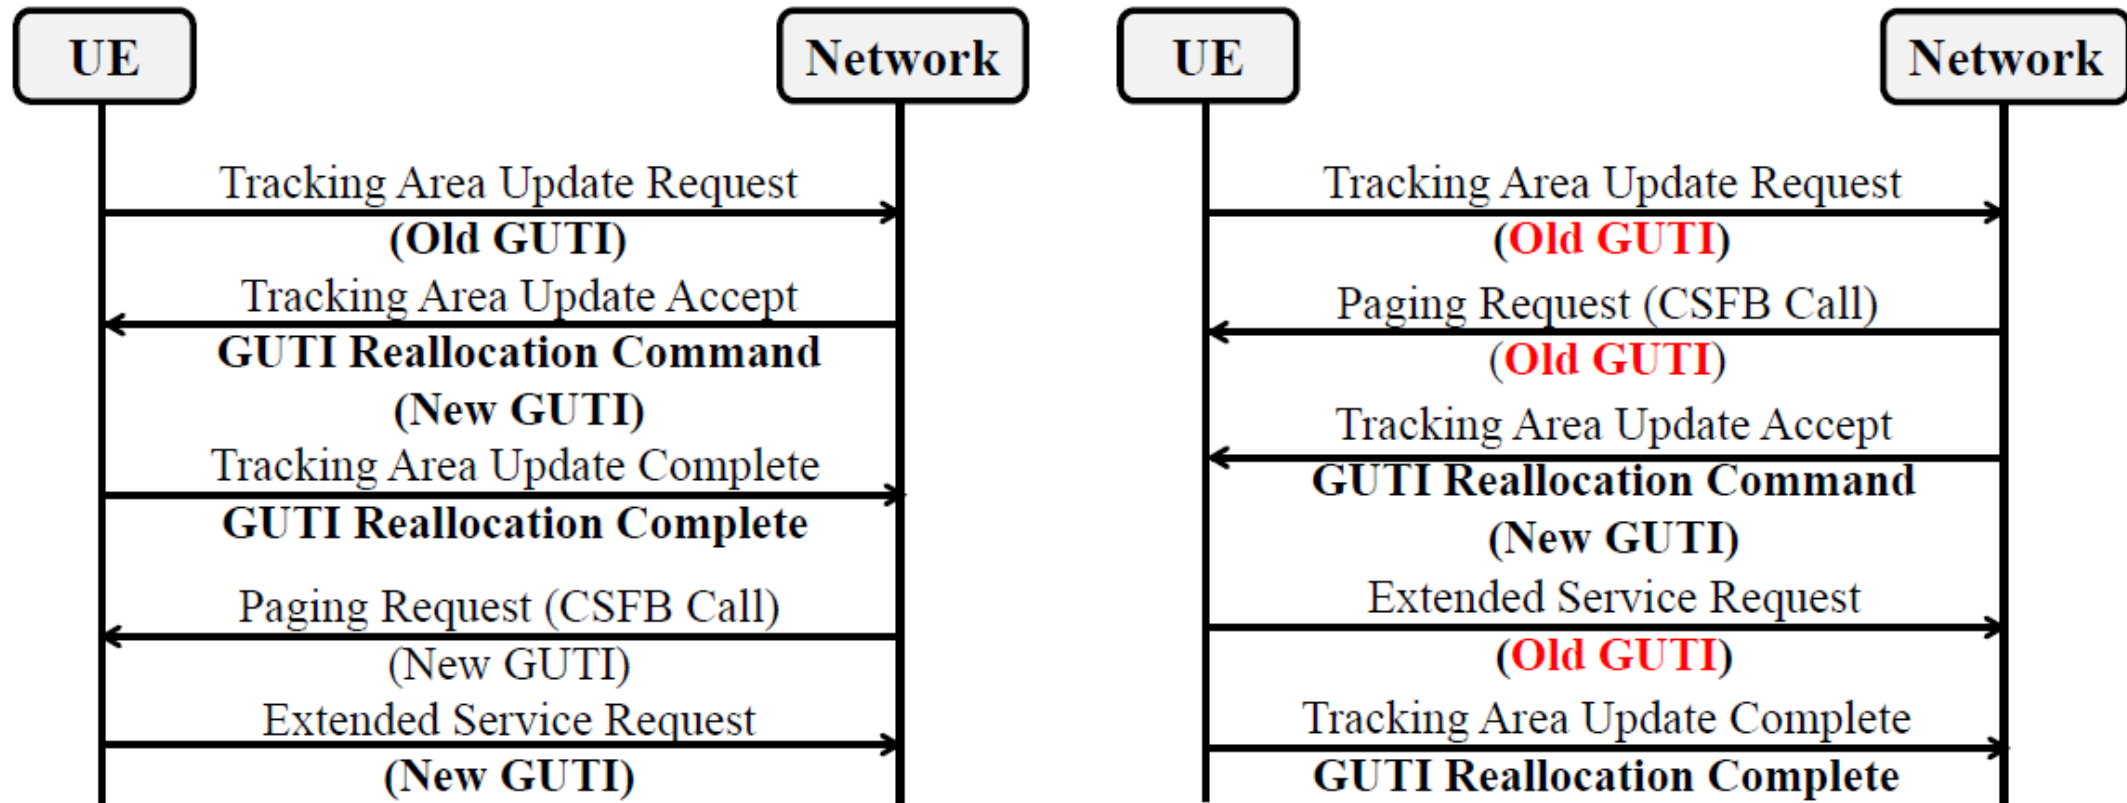 UE
Network
Tracking Area Update Request
(Old GUTI)
Tracking Area Update Accept
GUTI Reallocation Command
(New GUTI)
Tracking Area Update Complete
GUTI Reallocation Complete
Paging Request (CSFB Call)
(New GUTI)
Extended Service Request
(New GUTI)
UE
Network
Tracking Area Update Request
(Old GUTI)
Paging Request (CSFB Call)
(Old GUTI)
Tracking Area Update Accept
GUTI Reallocation Command
(New GUTI)
Extended Service Request
(Old GUTI)
Tracking Area Update Complete
GUTI Reallocation Complete